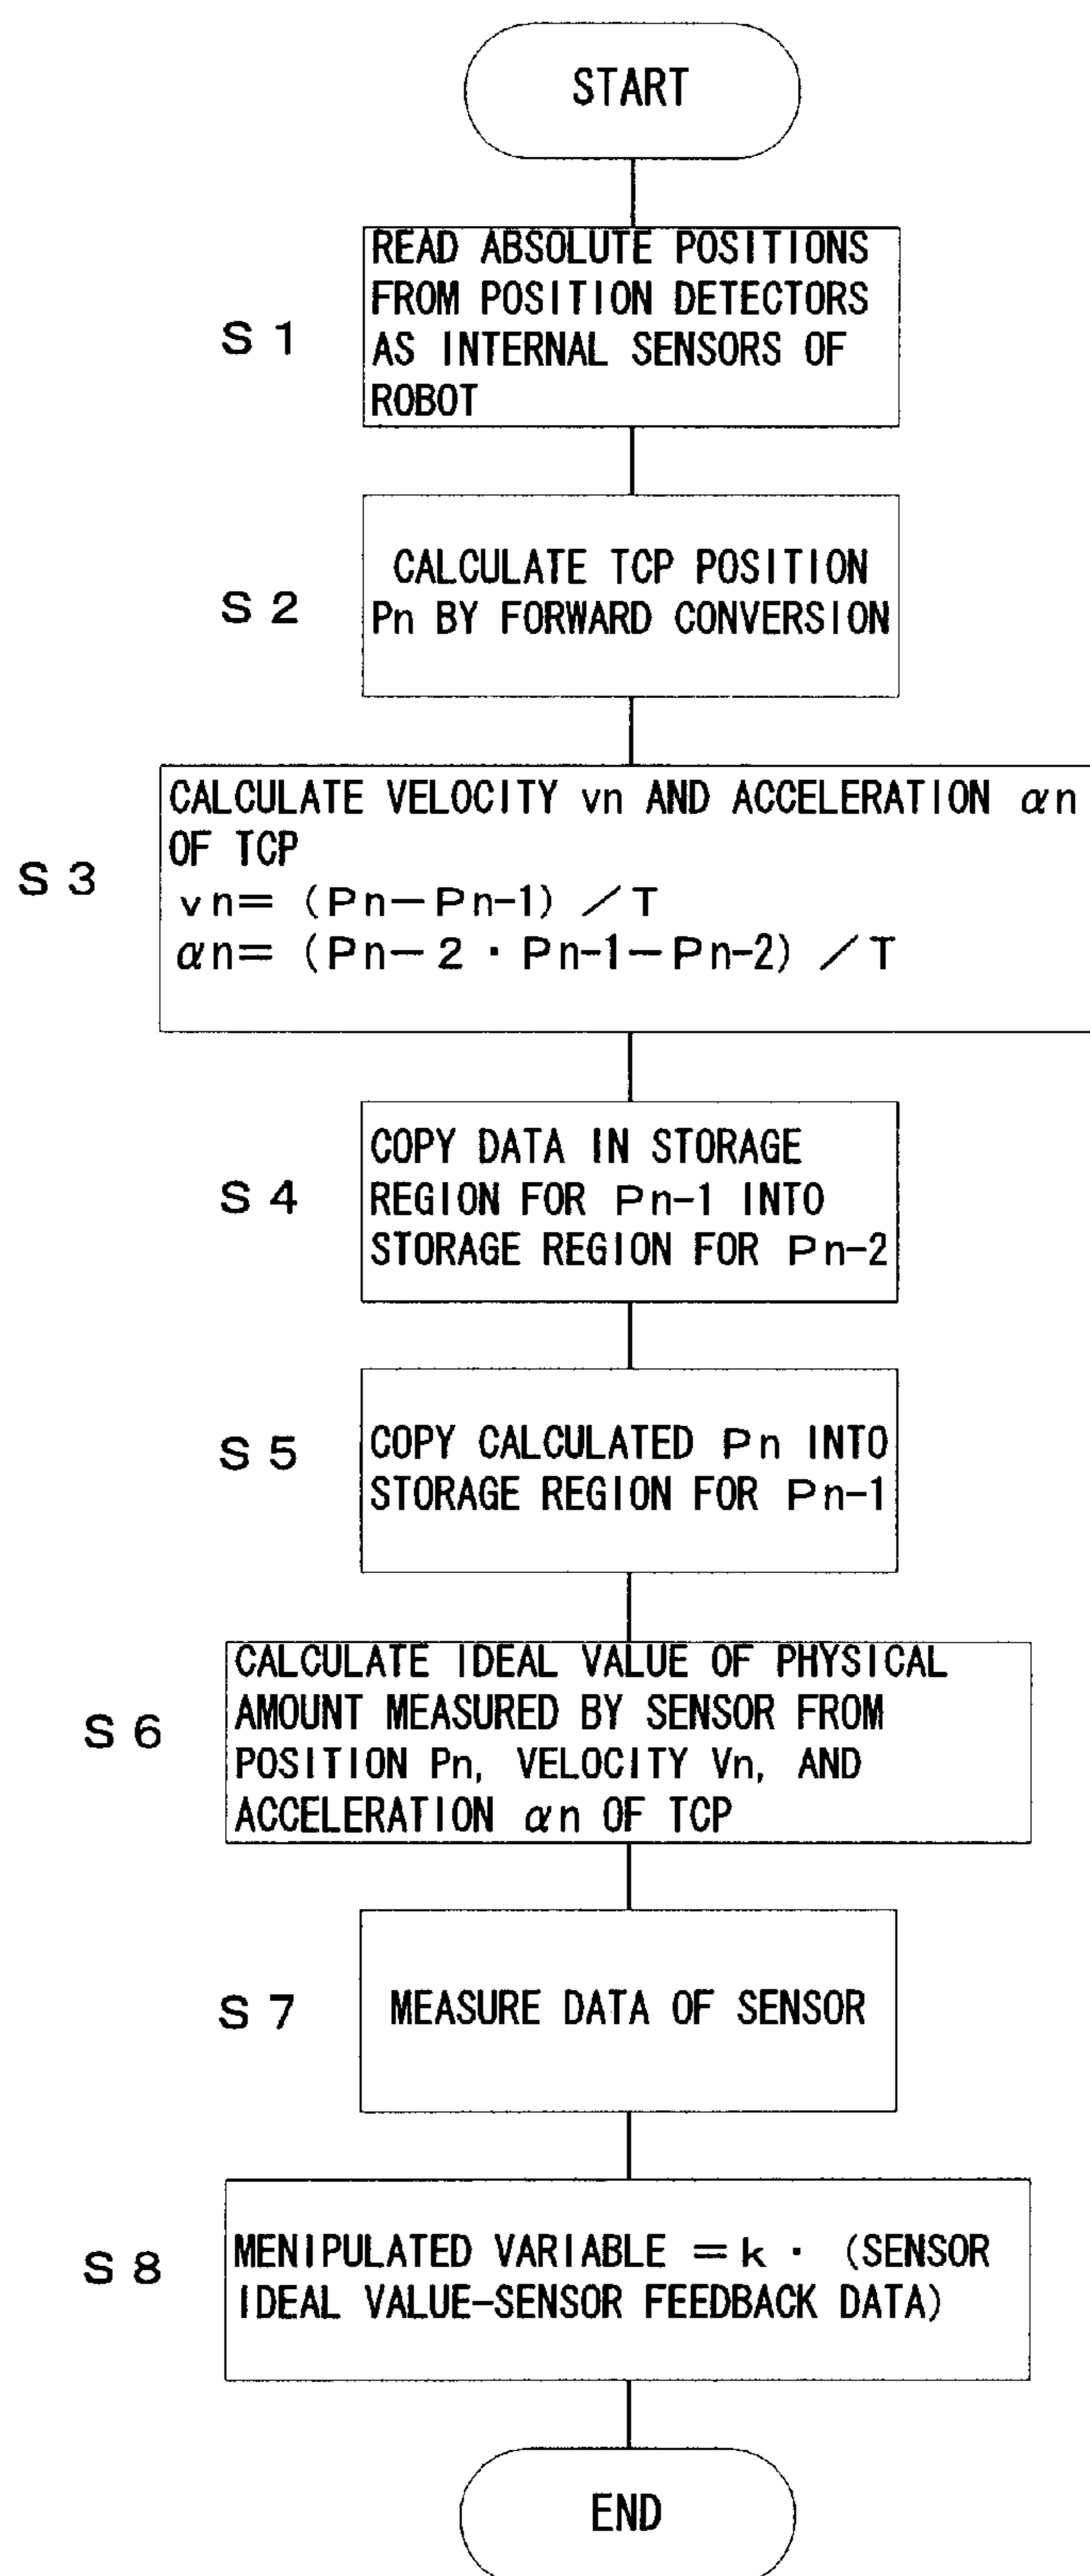 START
S 1
READ ABSOLUTE POSITIONS
FROM POSITION DETECTORS
AS INTERNAL SENSORS OF
ROBOT
S 2
CALCULATE TCP POSITION
Pn BY FORWARD CONVERSION
S 3
CALCULATE VELOCITY vn AND ACCELERATION αn
OF TCP
vn= (Pn-Pn-1) /T
αn= (Pn-2 · Pn-1-Pn-2) /T
S 4
COPY DATA IN STORAGE
REGION FOR Pn-1 INTO
STORAGE REGION FOR Pn-2
S 5
COPY CALCULATED Pn INTO
STORAGE REGION FOR Pn-1
S 6
CALCULATE IDEAL VALUE OF PHYSICAL
AMOUNT MEASURED BY SENSOR FROM
POSITION Pn, VELOCITY Vn, AND
ACCELERATION αn OF TCP
S 7
MEASURE DATA OF SENSOR
S 8
MENIPULATED VARIABLE =k · (SENSOR
IDEAL VALUE-SENSOR FEEDBACK DATA)
END